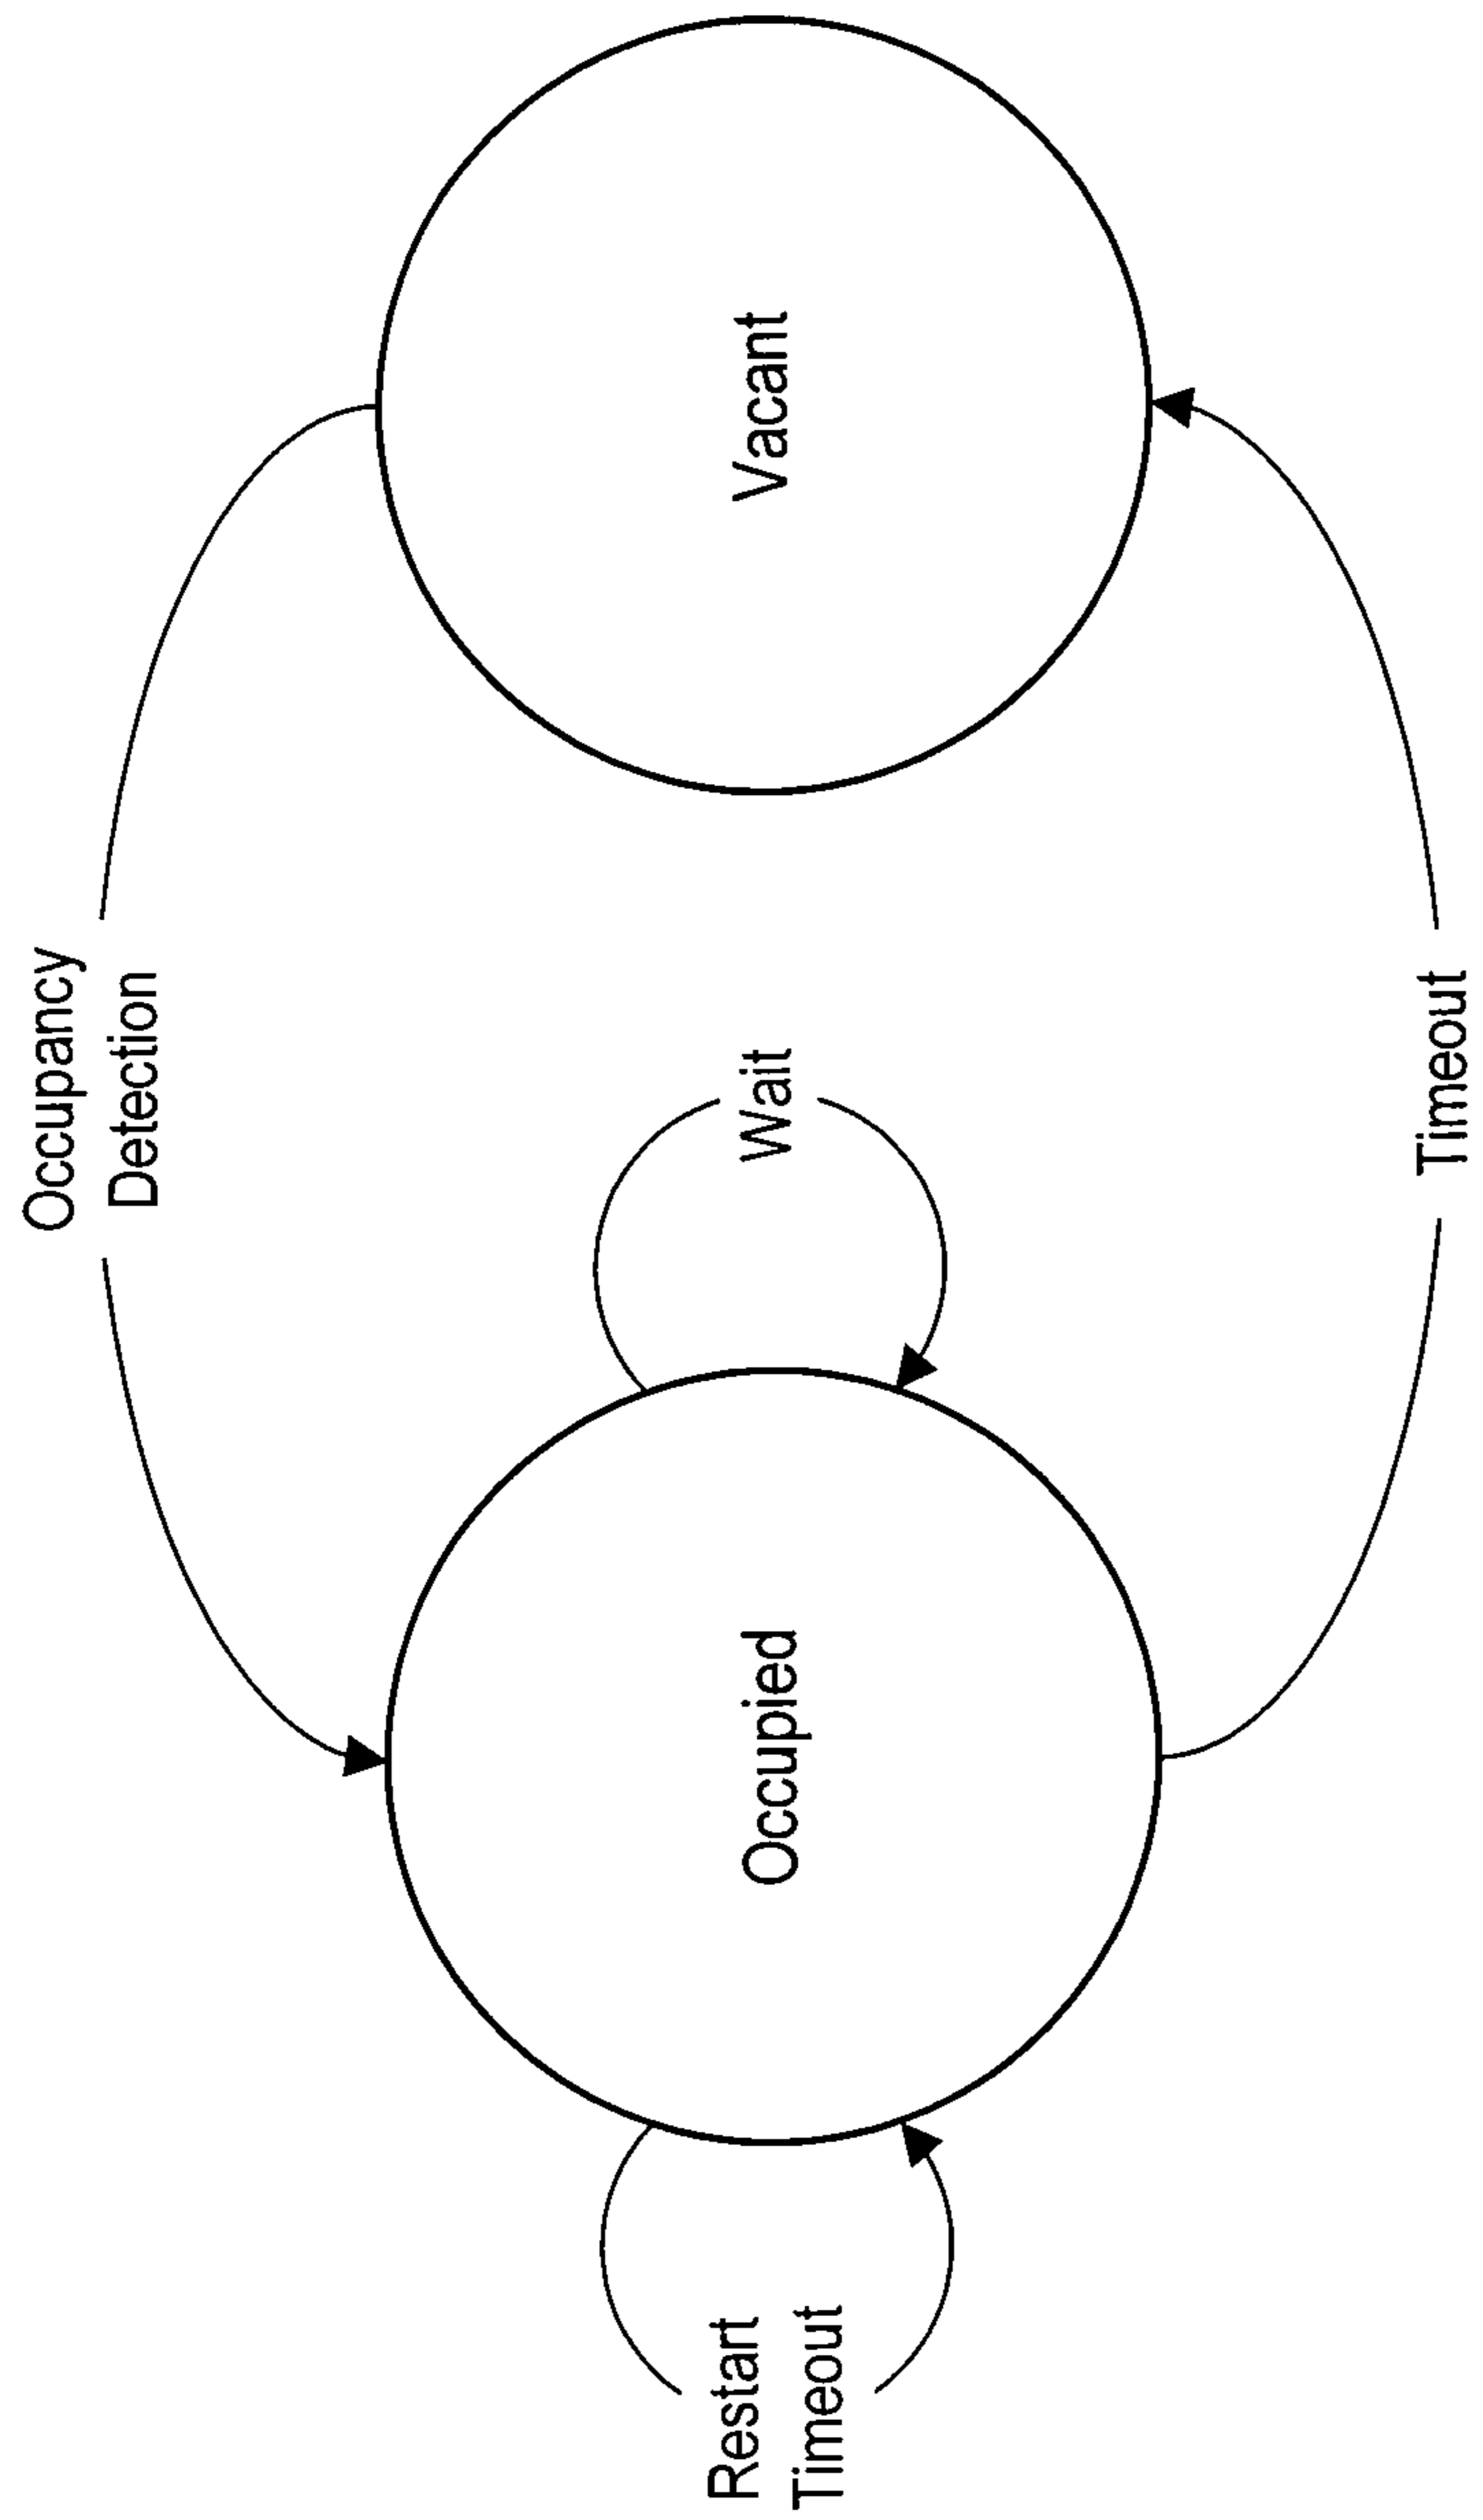 Occupancy
Detection
Restart
Timeout
Occupied
wait
Vacant
Timeout